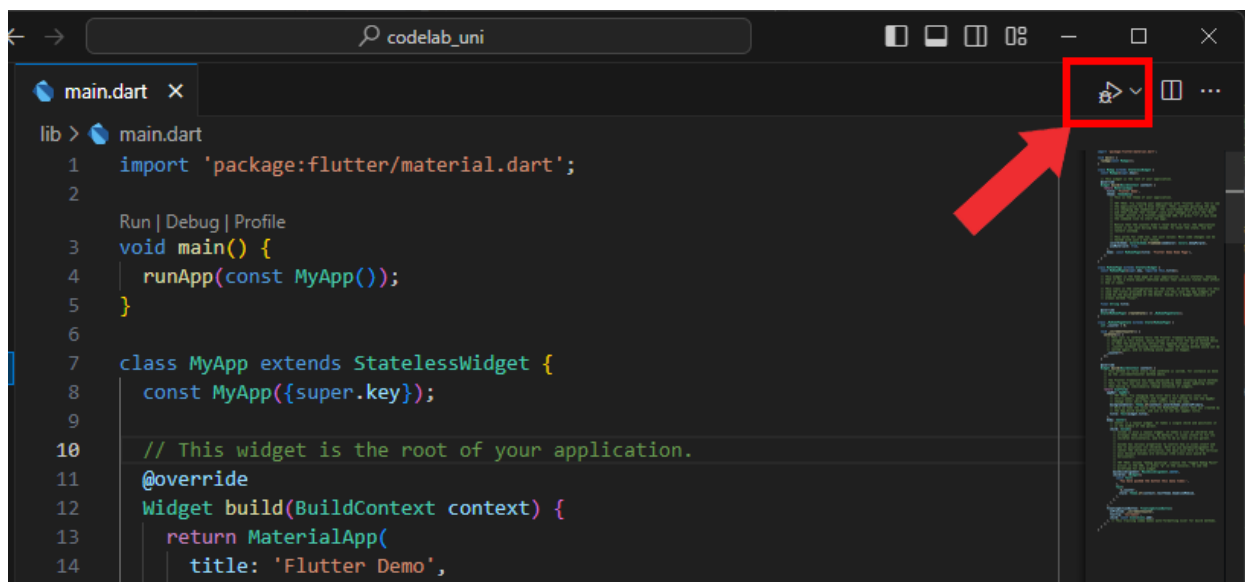 codelab_uni
main.dart
lib > main.dart
1 import 'package:flutter/material.dart';
2
Run | Debug | Profile
3 void main() {
4 runApp(const MyApp());
5 }
6
7 class MyApp extends StatelessWidget {
8 const MyApp({super.key});
9
10 // This widget is the root of your application.
11 @override
12 Widget build(BuildContext context) {
13 return MaterialApp(
14 title: 'Flutter Demo',